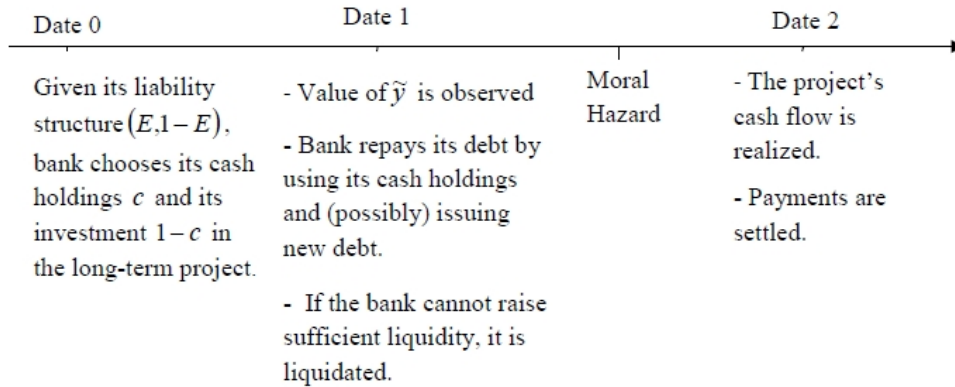 Date 0
Given its liability
structure (E,1−E),
bank chooses its cash
holdings c and its
investment 1−c in
the long-term project.
Date 1
- Value of ỹ is observed
- Bank repays its debt by
using its cash holdings
and (possibly) issuing
new debt.
- If the bank cannot raise
sufficient liquidity, it is
liquidated.
Moral
Hazard
Date 2
- The project's
cash flow is
realized.
- Payments are
settled.